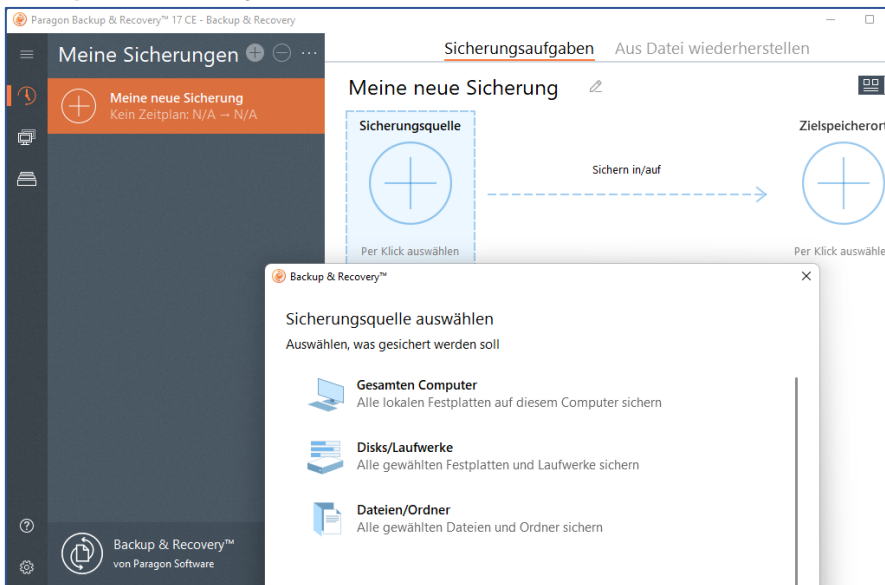 Paragon Backup & Recovery™ 17 CE - Backup & Recovery
Meine Sicherungen
Sicherungsaufgaben Aus Datei wiederherstellen
Meine neue Sicherung
Kein Zeitplan: N/A → N/A
Meine neue Sicherung
Sicherungsquelle
Zielspeicherort
Sichern in/auf
Per Klick auswählen
Per Klick auswähle
Backup & Recovery™
Sicherungsquelle auswählen
Auswählen, was gesichert werden soll
Gesamten Computer
Alle lokalen Festplatten auf diesem Computer sichern
Disks/Laufwerke
Alle gewählten Festplatten und Laufwerke sichern
Dateien/Ordner
Alle gewählten Dateien und Ordner sichern
Backup & Recovery™
von Paragon Software